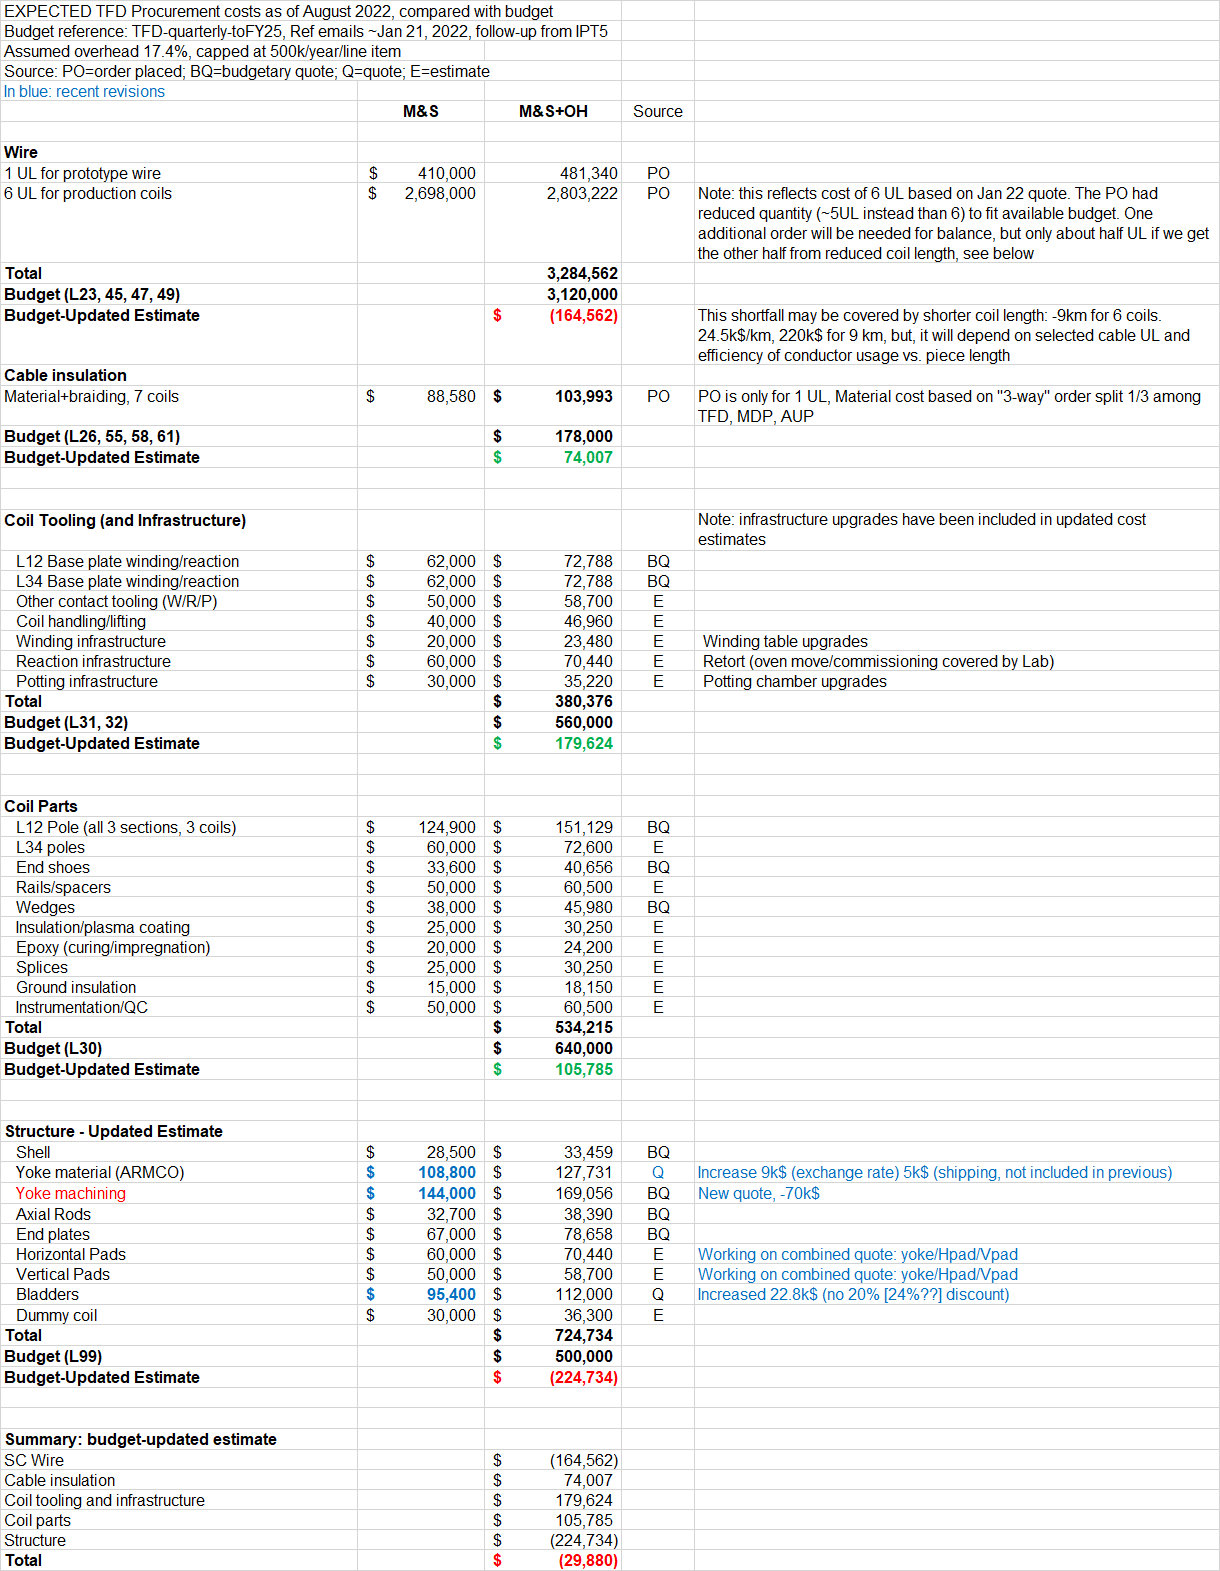 EXPECTED TFD Procurement costs as of August 2022, compared with budget
Budget reference: TFD-quarterly-toFY25, Ref emails ~Jan 21, 2022, follow-up from IPT5
Assumed overhead 17.4%, capped at 500k/year/line item
Source: PO=order placed; BQ=budgetary quote; Q=quote; E=estimate
In blue: recent revisions
M&S M&S+OH Source
Wire
1 UL for prototype wire $ 410,000 481,340 PO
6 UL for production coils $ 2,698,000 2,803,222 PO Note: this reflects cost of 6 UL based on Jan 22 quote. The PO had
reduced quantity (~5UL instead than 6) to fit available budget. One
additional order will be needed for balance, but only about half UL if we get
the other half from reduced coil length, see below
Total 3,284,562
Budget (L23, 45, 47, 49) 3,120,000
Budget-Updated Estimate $ (164,562) This shortfall may be covered by shorter coil length: -9km for 6 coils.
24.5k$/km, 220k$ for 9 km, but, it will depend on selected cable UL and
efficiency of conductor usage vs. piece length
Cable insulation
Material+braiding, 7 coils $ 88,580 $ 103,993 PO PO is only for 1 UL, Material cost based on "3-way" order split 1/3 among
TFD, MDP, AUP
Budget (L26, 55, 58, 61) $ 178,000
Budget-Updated Estimate $ 74,007
Coil Tooling (and Infrastructure) Note: infrastructure upgrades have been included in updated cost
estimates
L12 Base plate winding/reaction $ 62,000 $ 72,788 BQ
L34 Base plate winding/reaction $ 62,000 $ 72,788 BQ
Other contact tooling (W/R/P) $ 50,000 $ 58,700 E
Coil handling/lifting $ 40,000 $ 46,960 E
Winding infrastructure $ 20,000 $ 23,480 E Winding table upgrades
Reaction infrastructure $ 60,000 $ 70,440 E Retort (oven move/commissioning covered by Lab)
Potting infrastructure $ 30,000 $ 35,220 E Potting chamber upgrades
Total $ 380,376
Budget (L31, 32) $ 560,000
Budget-Updated Estimate $ 179,624
Coil Parts
L12 Pole (all 3 sections, 3 coils) $ 124,900 $ 151,129 BQ
L34 poles $ 60,000 $ 72,600 E
End shoes $ 33,600 $ 40,656 BQ
Rails/spacers $ 50,000 $ 60,500 E
Wedges $ 38,000 $ 45,980 BQ
Insulation/plasma coating $ 25,000 $ 30,250 E
Epoxy (curing/impregnation) $ 20,000 $ 24,200 E
Splices $ 25,000 $ 30,250 E
Ground insulation $ 15,000 $ 18,150 E
Instrumentation/QC $ 50,000 $ 60,500 E
Total $ 534,215
Budget (L30) $ 640,000
Budget-Updated Estimate $ 105,785
Structure - Updated Estimate
Shell $ 28,500 $ 33,459 BQ
Yoke material (ARMCO) $ 108,800 $ 127,731 Q Increase 9k$ (exchange rate) 5k$ (shipping, not included in previous)
Yoke machining $ 144,000 $ 169,056 BQ New quote, -70k$
Axial Rods $ 32,700 $ 38,390 BQ
End plates $ 67,000 $ 78,658 BQ
Horizontal Pads $ 60,000 $ 70,440 E Working on combined quote: yoke/Hpad/Vpad
Vertical Pads $ 50,000 $ 58,700 E Working on combined quote: yoke/Hpad/Vpad
Bladders $ 95,400 $ 112,000 Q Increased 22.8k$ (no 20% [24%??] discount)
Dummy coil $ 30,000 $ 36,300 E
Total $ 724,734
Budget (L99) $ 500,000
Budget-Updated Estimate $ (224,734)
Summary: budget-updated estimate
SC Wire $ (164,562)
Cable insulation $ 74,007
Coil tooling and infrastructure $ 179,624
Coil parts $ 105,785
Structure $ (224,734)
Total $ (29,880)